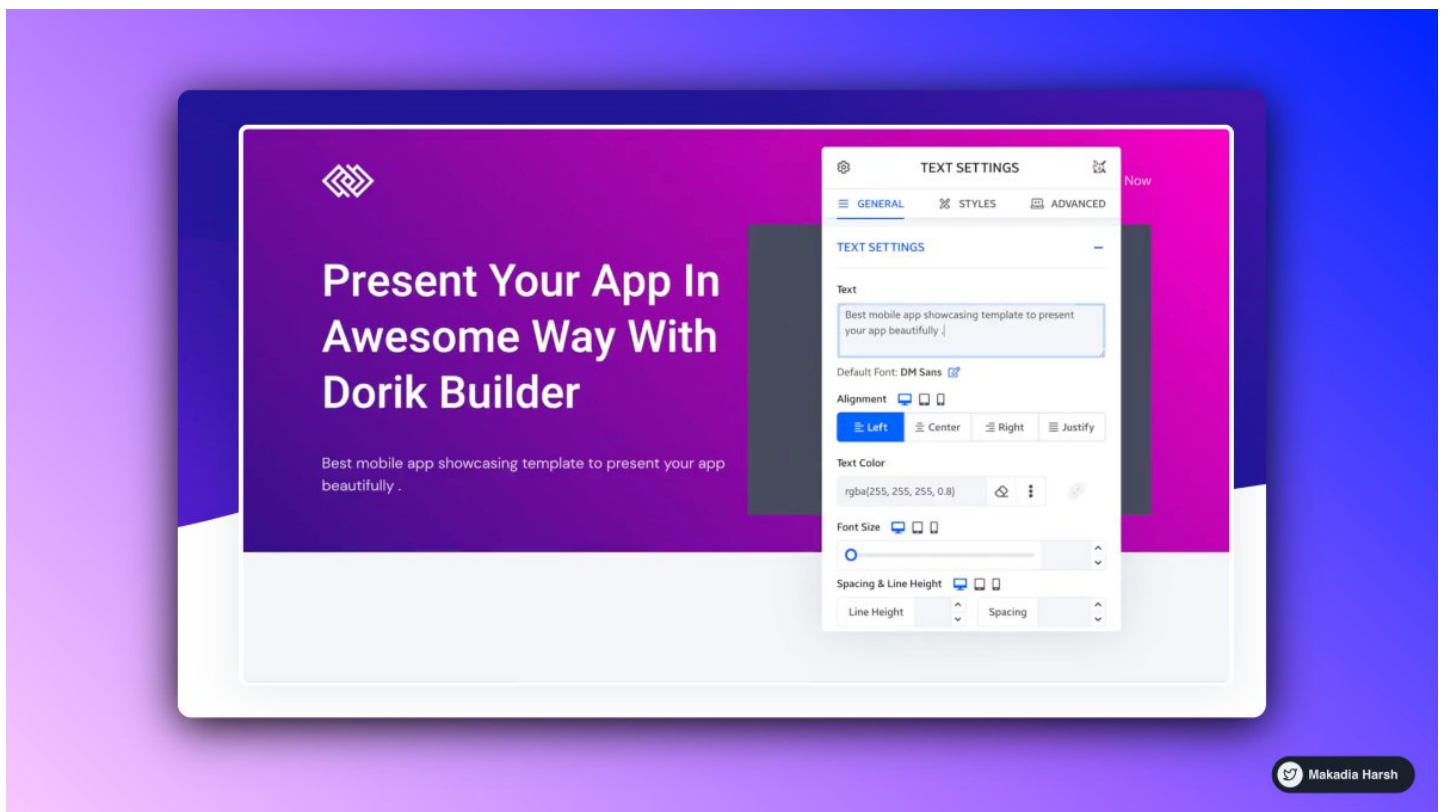 Now
Present Your App In
Awesome Way With
Dorik Builder
Best mobile app showcasing template to present your app
beautifully .
TEXT SETTINGS
GENERAL STYLES ADVANCED
TEXT SETTINGS
Text
Best mobile app showcasing template to present
your app beautifully .
Default Font: DM Sans
Alignment
Left Center Right Justify
Text Color
rgba(255, 255, 255, 0.8)
Font Size
Spacing & Line Height
Line Height Spacing
Makadia Harsh